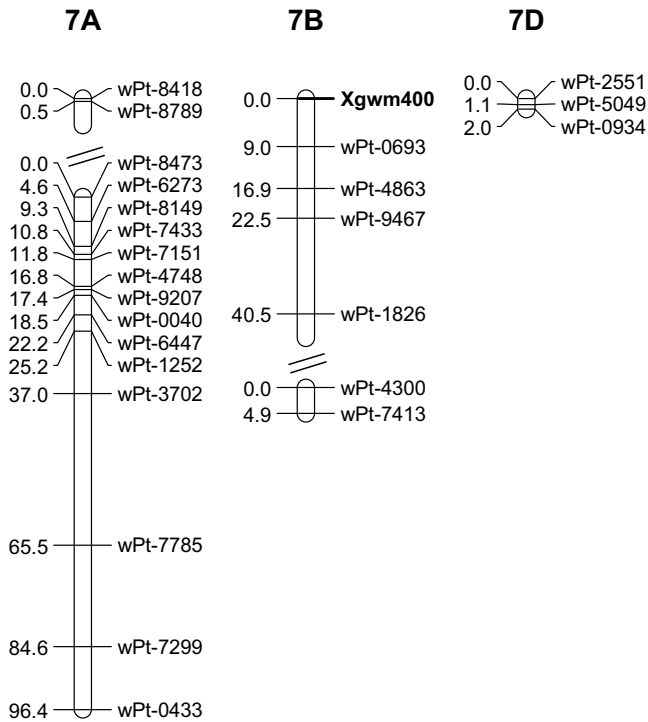 7A
0.0 wPt-8418
0.5 wPt-8789
0.0 wPt-8473
4.6 wPt-6273
9.3 wPt-8149
10.8 wPt-7433
11.8 wPt-7151
16.8 wPt-4748
17.4 wPt-9207
18.5 wPt-0040
22.2 wPt-6447
25.2 wPt-1252
37.0 wPt-3702
65.5 wPt-7785
84.6 wPt-7299
96.4 wPt-0433
7B
0.0 Xgwm400
9.0 wPt-0693
16.9 wPt-4863
22.5 wPt-9467
40.5 wPt-1826
0.0 wPt-4300
4.9 wPt-7413
7D
0.0 wPt-2551
1.1 wPt-5049
2.0 wPt-0934